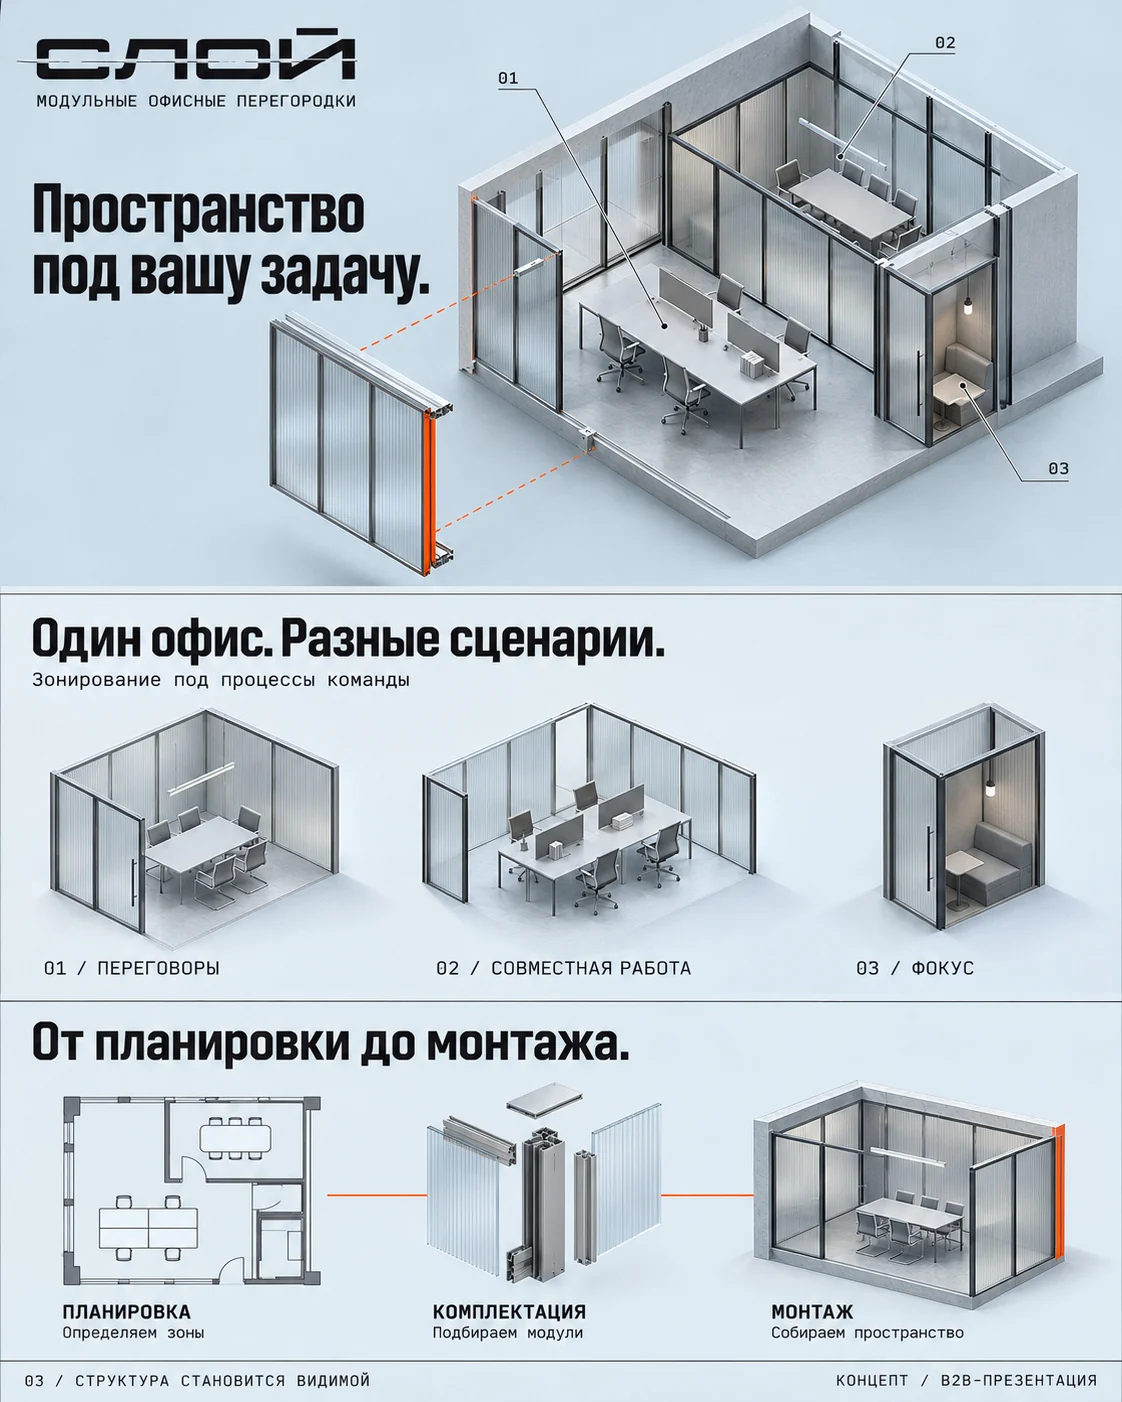 СЛОЙ
МОДУЛЬНЫЕ ОФИСНЫЕ ПЕРЕГОРОДКИ
01
02
Пространство
под вашу задачу.
03
Один офис. Разные сценарии.
Зонирование под процессы команды
01 / ПЕРЕГОВОРЫ
02 / СОВМЕСТНАЯ РАБОТА
03 / ФОКУС
От планировки до монтажа.
ПЛАНИРОВКА
Определяем зоны
КОМПЛЕКТАЦИЯ
Подбираем модули
МОНТАЖ
Собираем пространство
03 / СТРУКТУРА СТАНОВИТСЯ ВИДИМОЙ
КОНЦЕПТ / B2B-ПРЕЗЕНТАЦИЯ